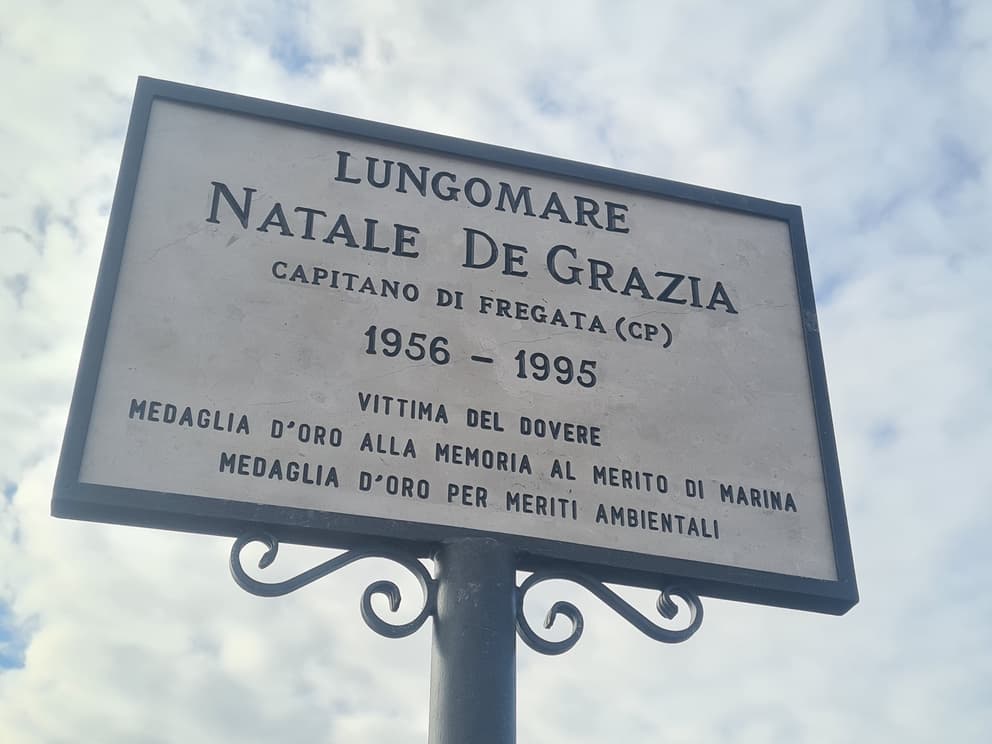 LUNGOMARE
NATALE DE GRAZIA
CAPITANO DI FREGATA (CP)
1956 - 1995
VITTIMA DEL DOVERE
MEDAGLIA D'ORO ALLA MEMORIA AL MERITO DI MARINA
MEDAGLIA D'ORO PER MERITI AMBIENTALI